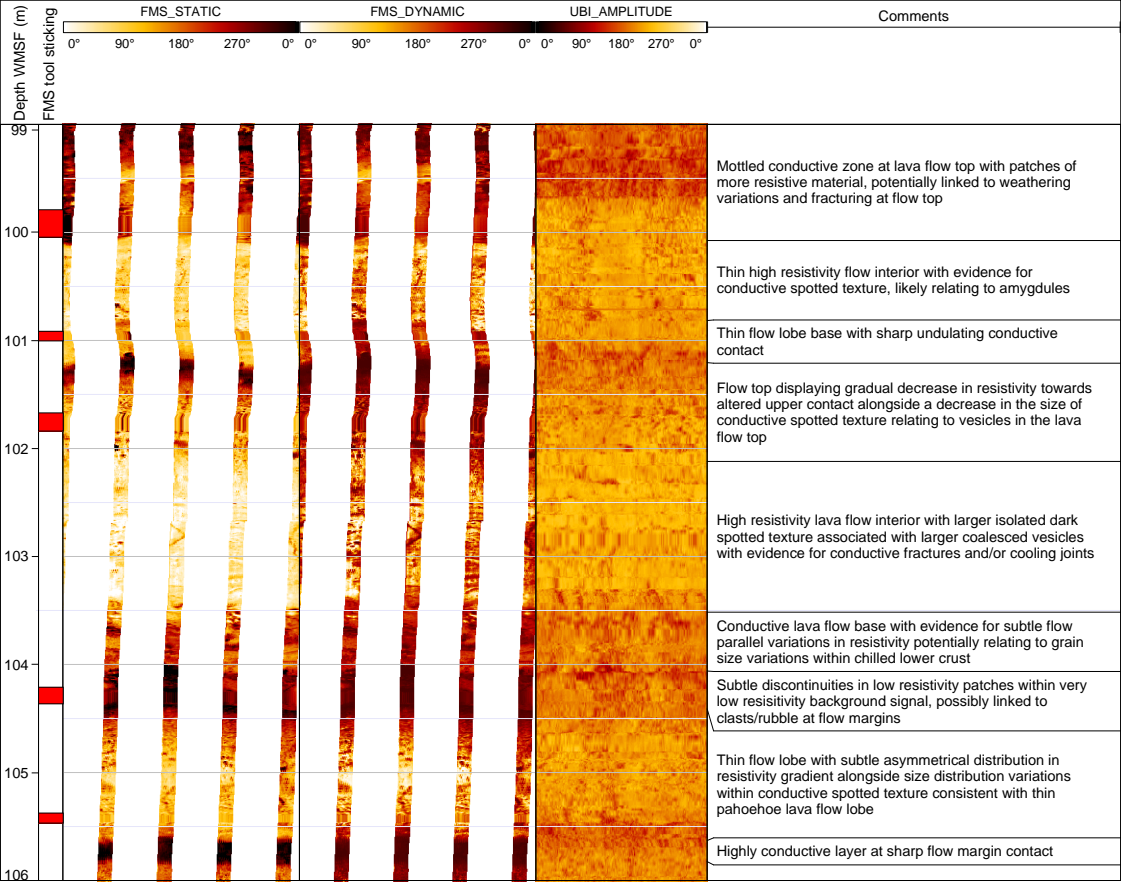 Depth WMSF (m)
FMS tool sticking
FMS_STATIC
0° 90° 180° 270° 0°
FMS_DYNAMIC
0° 90° 180° 270° 0°
UBI_AMPLITUDE
0° 90° 180° 270° 0°
Comments
99
100
101
102
103
104
105
106
Mottled conductive zone at lava flow top with patches of
more resistive material, potentially linked to weathering
variations and fracturing at flow top
Thin high resistivity flow interior with evidence for
conductive spotted texture, likely relating to amygdules
Thin flow lobe base with sharp undulating conductive
contact
Flow top displaying gradual decrease in resistivity towards
altered upper contact alongside a decrease in the size of
conductive spotted texture relating to vesicles in the lava
flow top
High resistivity lava flow interior with larger isolated dark
spotted texture associated with larger coalesced vesicles
with evidence for conductive fractures and/or cooling joints
Conductive lava flow base with evidence for subtle flow
parallel variations in resistivity potentially relating to grain
size variations within chilled lower crust
Subtle discontinuities in low resistivity patches within very
low resisitivity background signal, possibly linked to
clasts/rubble at flow margins
Thin flow lobe with subtle asymmetrical distribution in
resistivity gradient alongside size distribution variations
within conductive spotted texture consistent with thin
pahoehoe lava flow lobe
Highly conductive layer at sharp flow margin contact